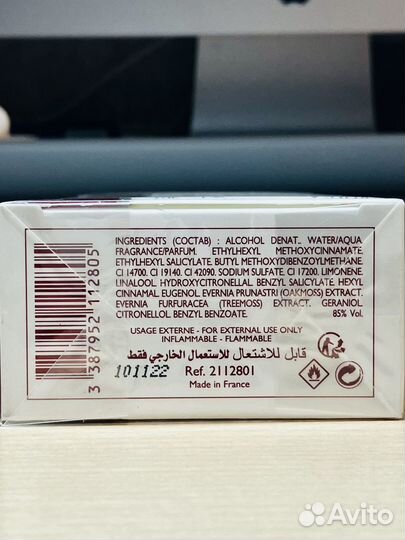 INGREDIENTS (COCTAB) : ALCOHOL DENAT., WATER/AQUA
FRAGRANCE/PARFUM ETHYLHEXYL METHOXYCINNAMATE,
ETHYLHEXYL SALICYLATE, BUTYL METHOXYDIBENZOYLMETHANE,
CI 14700, CI 19140, CI 42090, SODIUM SULFATE, CI 17200, LIMONENE,
LINALOOL, HYDROXYCITRONELLAL, BENZYL SALICYLATE, HEXYL
CINNAMAL, EUGENOL, EVERNIA PRUNASTRI (OAKMOSS) EXTRACT,
EVERNIA FURFURACEA (TREEMOSS) EXTRACT, GERANIOL,
CITRONELLOL, BENZYL BENZOATE. 85% Vol.
USAGE EXTERNE - FOR EXTERNAL USE ONLY
INFLAMMABLE - FLAMMABLE
قابل للاشتعال للاستعمال الخارجي فقط
101122 Ref. 2112801
Made in France
3 387952 112805
Avito